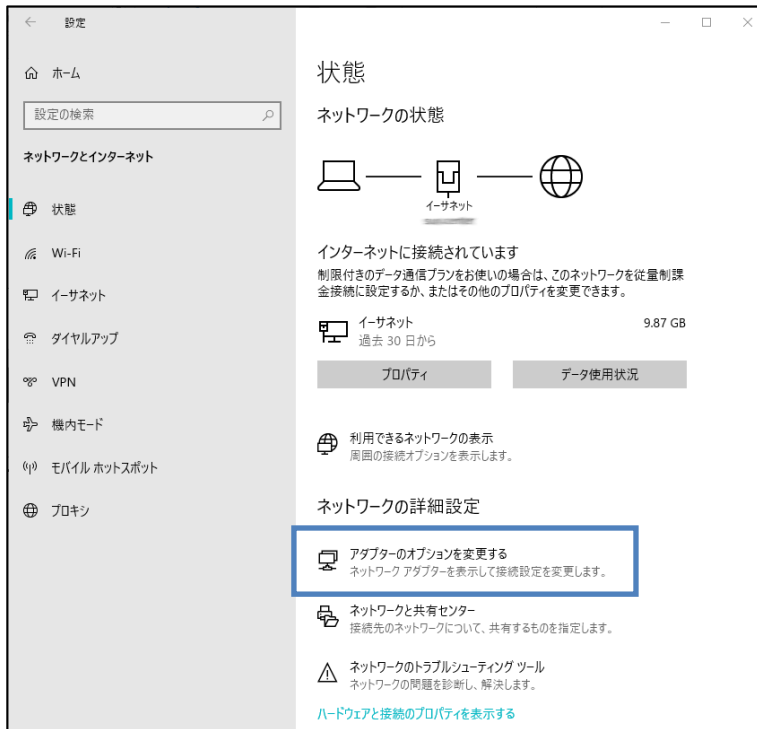 設定
ホーム
設定の検索
ネットワークとインターネット
状態
Wi-Fi
イーサネット
ダイヤルアップ
VPN
機内モード
モバイル ホットスポット
プロキシ
状態
ネットワークの状態
イーサネット
インターネットに接続されています
制限付きのデータ通信プランをお使いの場合は、このネットワークを従量制課
金接続に設定するか、またはその他のプロパティを変更できます。
イーサネット 9.87 GB
過去 30 日から
プロパティ データ使用状況
利用できるネットワークの表示
周囲の接続オプションを表示します。
ネットワークの詳細設定
アダプターのオプションを変更する
ネットワーク アダプターを表示して接続設定を変更します。
ネットワークと共有センター
接続先のネットワークについて、共有するものを指定します。
ネットワークのトラブルシューティング ツール
ネットワークの問題を診断し、解決します。
ハードウェアと接続のプロパティを表示する